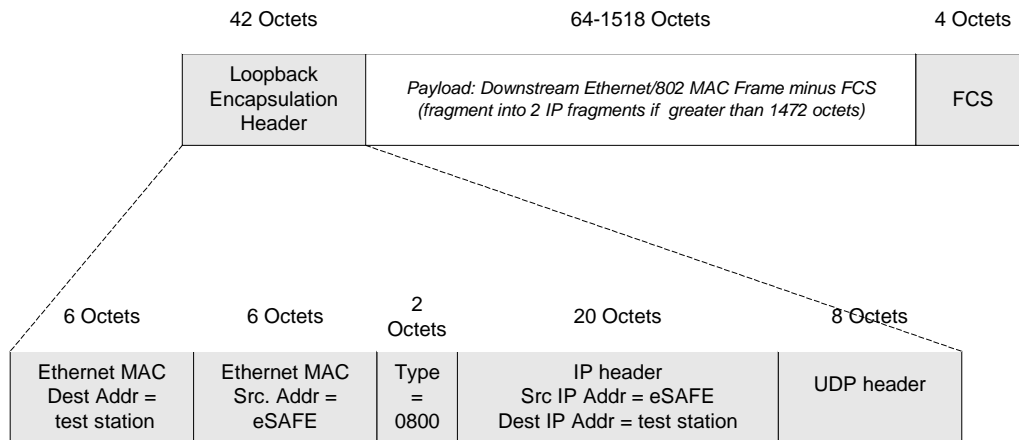 42 Octets
64-1518 Octets
4 Octets
Loopback
Encapsulation
Header
Payload: Downstream Ethernet/802 MAC Frame minus FCS
(fragment into 2 IP fragments if greater than 1472 octets)
FCS
6 Octets
6 Octets
2
Octets
20 Octets
8 Octets
Ethernet MAC
Dest Addr =
test station
Ethernet MAC
Src. Addr =
eSAFE
Type
=
0800
IP header
Src IP Addr = eSAFE
Dest IP Addr = test station
UDP header